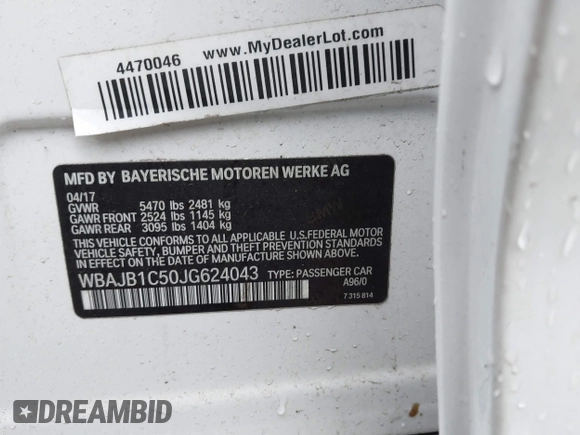 4470046 www.MyDealerLot.com
MFD BY BAYERISCHE MOTOREN WERKE AG
04/17
GVWR 5470 lbs 2481 kg
GAWR FRONT 2524 lbs 1145 kg
GAWR REAR 3095 lbs 1404 kg
THIS VEHICLE CONFORMS TO ALL APPLICABLE U.S.FEDERAL MOTOR
VEHICLE SAFETY, BUMPER AND THEFT PREVENTION STANDARDS
IN EFFECT ON THE DATE OF MANUFACTURE SHOWN ABOVE.
WBAJB1C50JG624043 TYPE: PASSENGER CAR
A96/0
7 315 814
DREAMBID